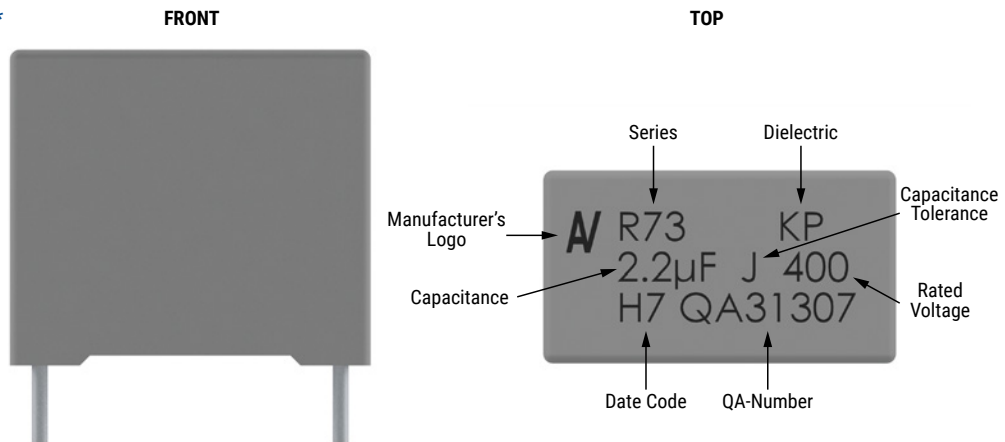 FRONT
TOP
Series
Dielectric
Capacitance
Tolerance
Manufacturer's
Logo
R73 KP
2.2µF J 400
H7 QA31307
Capacitance
Rated
Voltage
Date Code
QA-Number